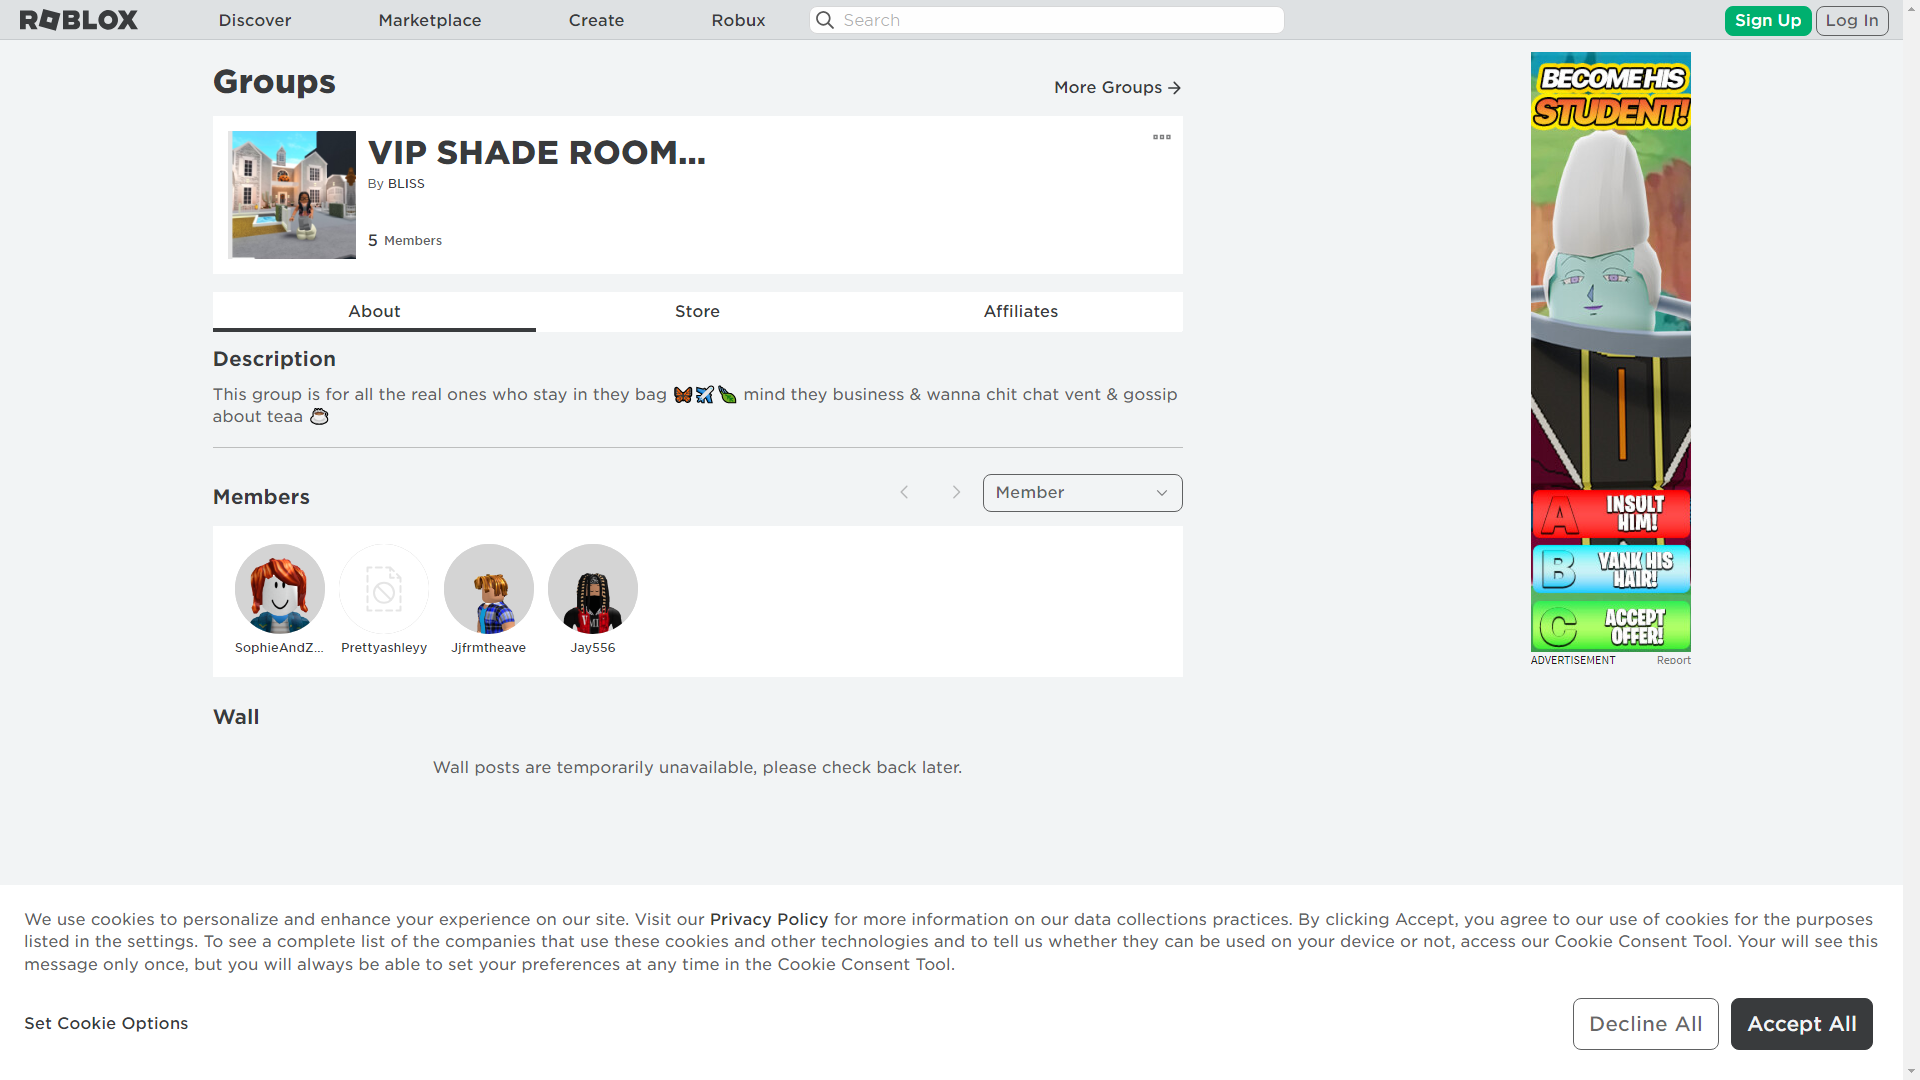 ROBLOX
Discover
Marketplace
Create
Robux
Search
Sign Up
Log In
Groups
More Groups
VIP SHADE ROOM...
By BLISS
5 Members
About
Store
Affiliates
Description
This group is for all the real ones who stay in they bag 🦋✈️🍃 mind they business & wanna chit chat vent & gossip
about teaa ☕
Members
Member
SophieAndZ...
Prettyashleyy
Jjfrmtheave
Jay556
Wall
Wall posts are temporarily unavailable, please check back later.
BECOME HIS
STUDENT!
A
INSULT
HIM!
B
YANK HIS
HAIR!
C
ACCEPT
OFFER!
ADVERTISEMENT
Report
We use cookies to personalize and enhance your experience on our site. Visit our Privacy Policy for more information on our data collections practices. By clicking Accept, you agree to our use of cookies for the purposes
listed in the settings. To see a complete list of the companies that use these cookies and other technologies and to tell us whether they can be used on your device or not, access our Cookie Consent Tool. Your will see this
message only once, but you will always be able to set your preferences at any time in the Cookie Consent Tool.
Set Cookie Options
Decline All
Accept All